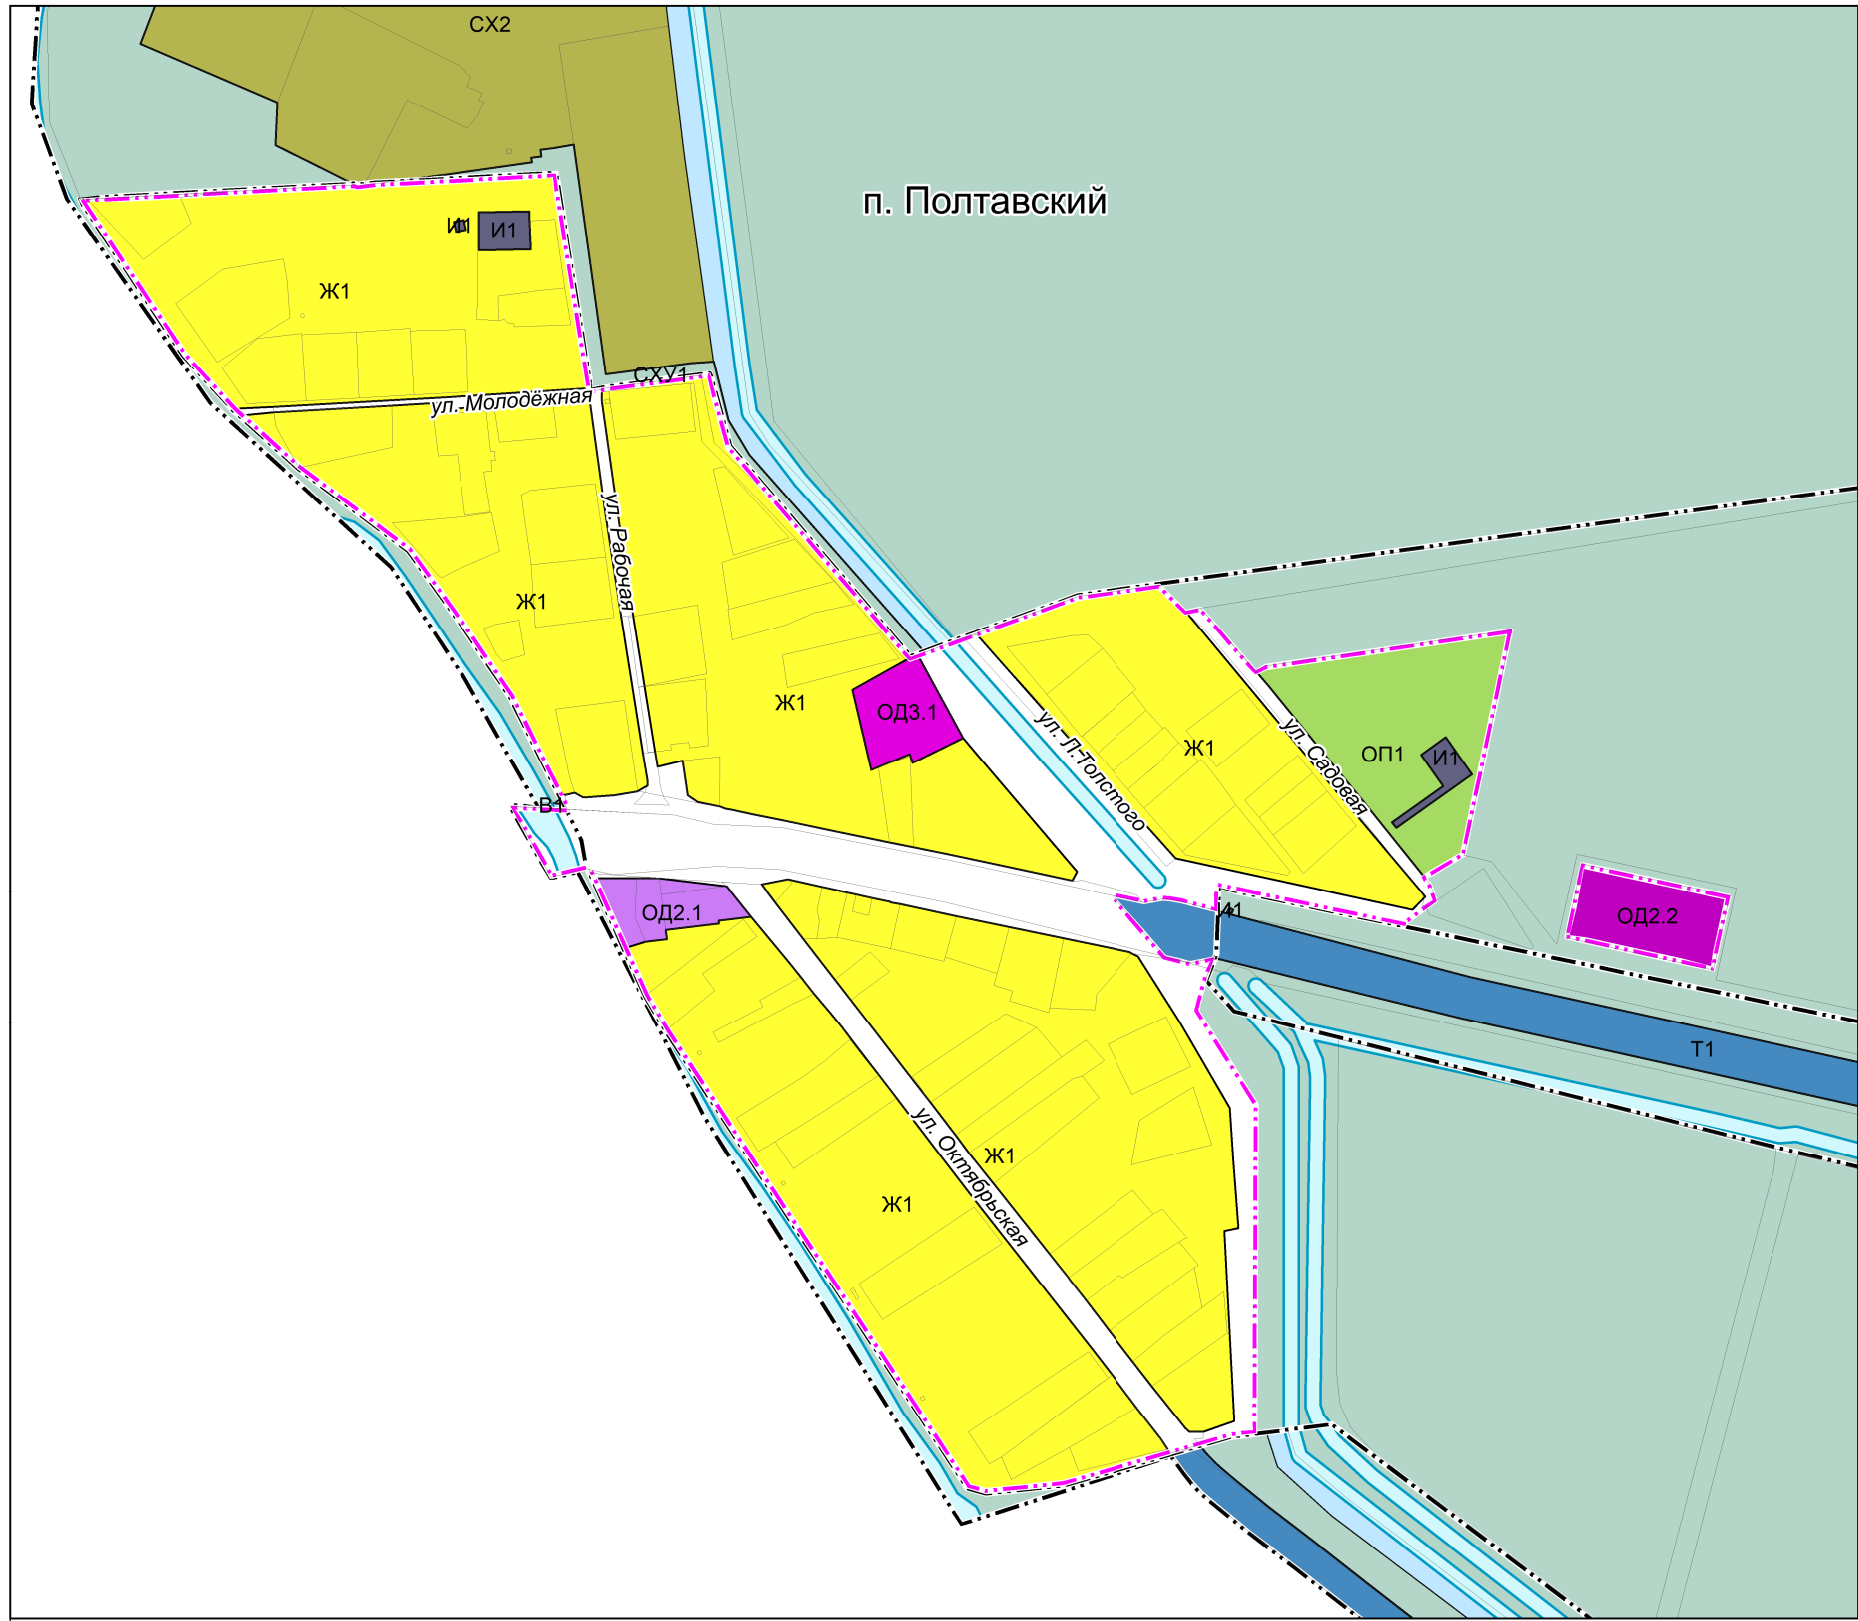 СХ2
п. Полтавский
И1
И1
Ж1
СХУ1
ул. Молодёжная
ул. Рабочая
Ж1
Ж1
ОД3.1
ул. Л.Толстого
Ж1
ул. Садовая
ОП1
И1
В1
ОД2.1
И1
ОД2.2
Т1
ул. Октябрьская
Ж1
Ж1